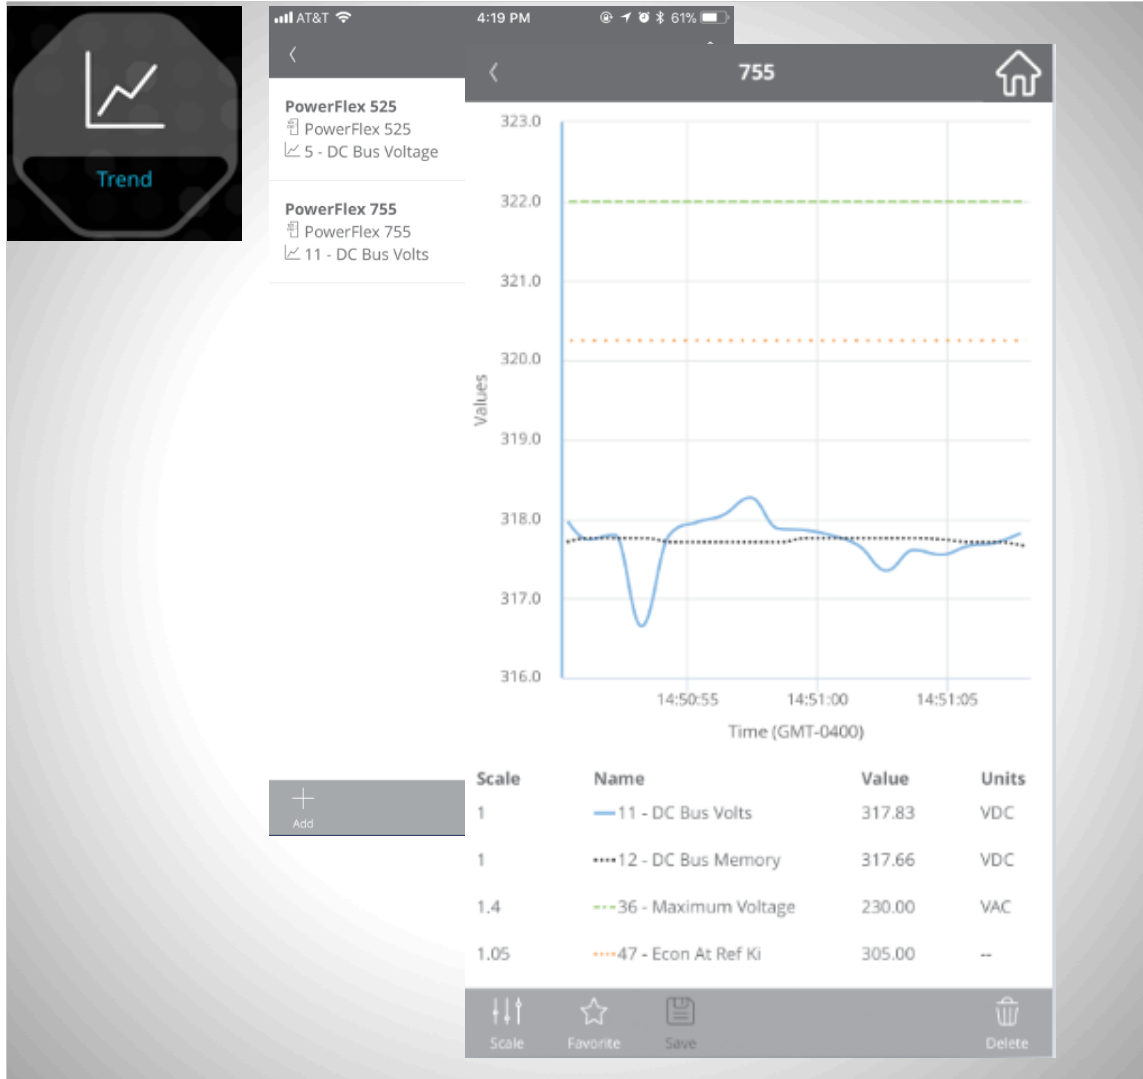 Trend
AT&T 4:19 PM 61%
PowerFlex 525
PowerFlex 525
5 - DC Bus Voltage
PowerFlex 755
PowerFlex 755
11 - DC Bus Volts
Add
755
323.0
322.0
321.0
320.0
319.0
318.0
317.0
316.0
Values
14:50:55 14:51:00 14:51:05
Time (GMT-0400)
Scale Name Value Units
1 11 - DC Bus Volts 317.83 VDC
1 12 - DC Bus Memory 317.66 VDC
1.4 36 - Maximum Voltage 230.00 VAC
1.05 47 - Econ At Ref Ki 305.00 --
Scale Favorite Save Delete